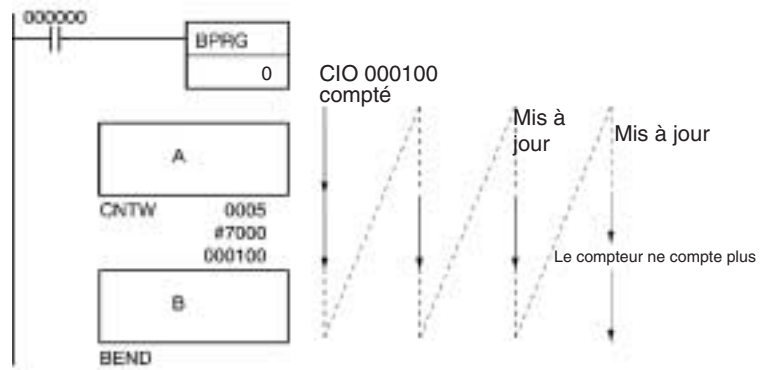 000000
BPRG
0
CIO 000100
compté
Mis à
jour
Mis à jour
A
CNTW 0005
#7000
000100
Le compteur ne compte plus
B
BEND